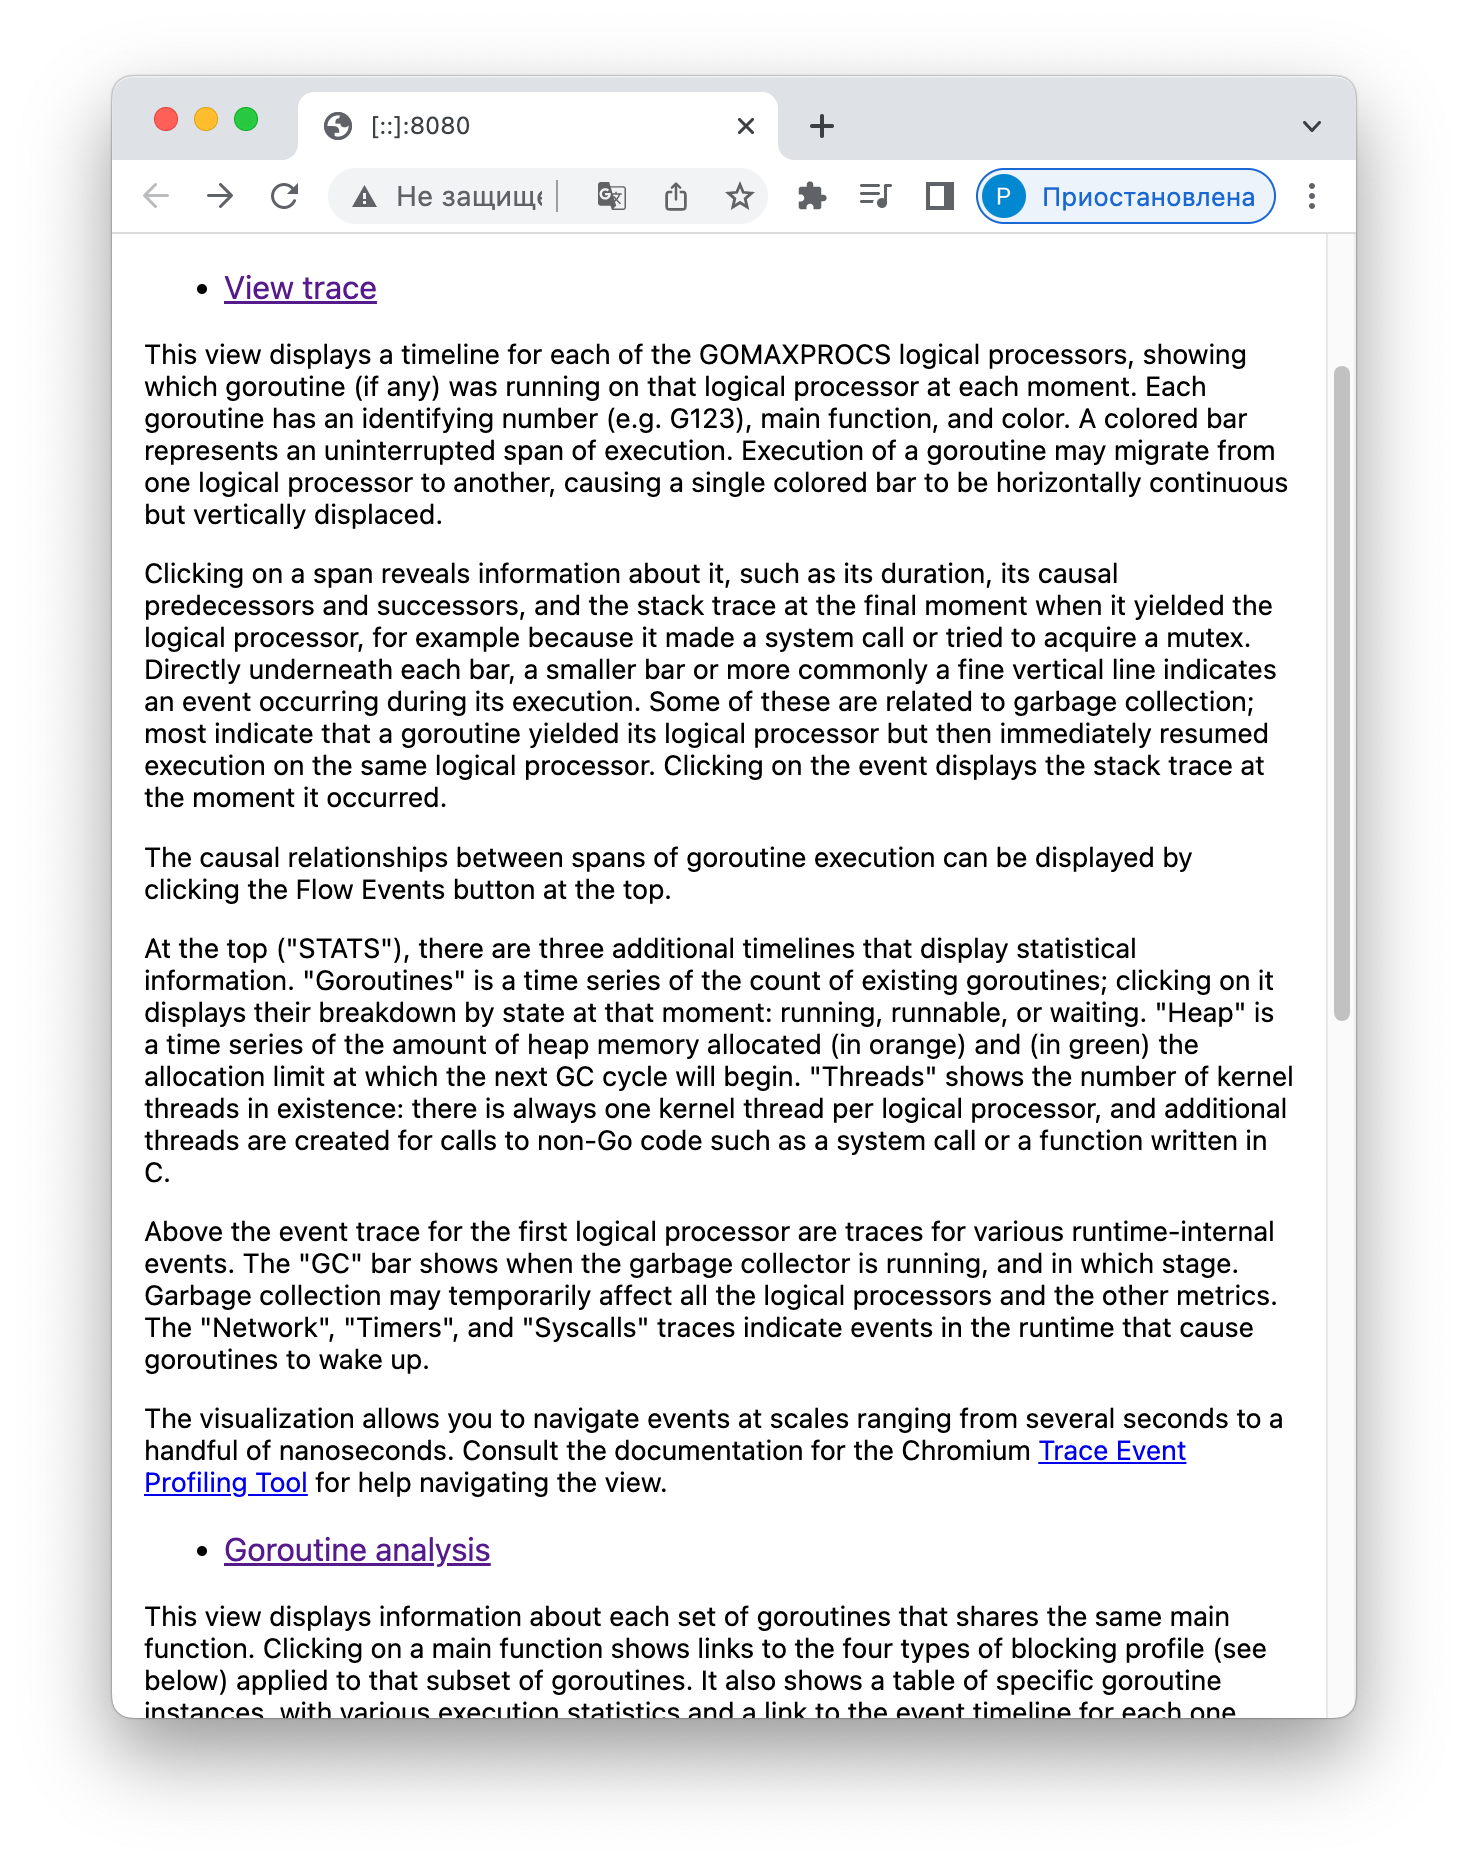 [::]:8080
Не защище
P
Приостановлена
• View trace
This view displays a timeline for each of the GOMAXPROCS logical processors, showing
which goroutine (if any) was running on that logical processor at each moment. Each
goroutine has an identifying number (e.g. G123), main function, and color. A colored bar
represents an uninterrupted span of execution. Execution of a goroutine may migrate from
one logical processor to another, causing a single colored bar to be horizontally continuous
but vertically displaced.
Clicking on a span reveals information about it, such as its duration, its causal
predecessors and successors, and the stack trace at the final moment when it yielded the
logical processor, for example because it made a system call or tried to acquire a mutex.
Directly underneath each bar, a smaller bar or more commonly a fine vertical line indicates
an event occurring during its execution. Some of these are related to garbage collection;
most indicate that a goroutine yielded its logical processor but then immediately resumed
execution on the same logical processor. Clicking on the event displays the stack trace at
the moment it occurred.
The causal relationships between spans of goroutine execution can be displayed by
clicking the Flow Events button at the top.
At the top ("STATS"), there are three additional timelines that display statistical
information. "Goroutines" is a time series of the count of existing goroutines; clicking on it
displays their breakdown by state at that moment: running, runnable, or waiting. "Heap" is
a time series of the amount of heap memory allocated (in orange) and (in green) the
allocation limit at which the next GC cycle will begin. "Threads" shows the number of kernel
threads in existence: there is always one kernel thread per logical processor, and additional
threads are created for calls to non-Go code such as a system call or a function written in
C.
Above the event trace for the first logical processor are traces for various runtime-internal
events. The "GC" bar shows when the garbage collector is running, and in which stage.
Garbage collection may temporarily affect all the logical processors and the other metrics.
The "Network", "Timers", and "Syscalls" traces indicate events in the runtime that cause
goroutines to wake up.
The visualization allows you to navigate events at scales ranging from several seconds to a
handful of nanoseconds. Consult the documentation for the Chromium Trace Event
Profiling Tool for help navigating the view.
• Goroutine analysis
This view displays information about each set of goroutines that shares the same main
function. Clicking on a main function shows links to the four types of blocking profile (see
below) applied to that subset of goroutines. It also shows a table of specific goroutine
instances, with various execution statistics and a link to the event timeline for each one